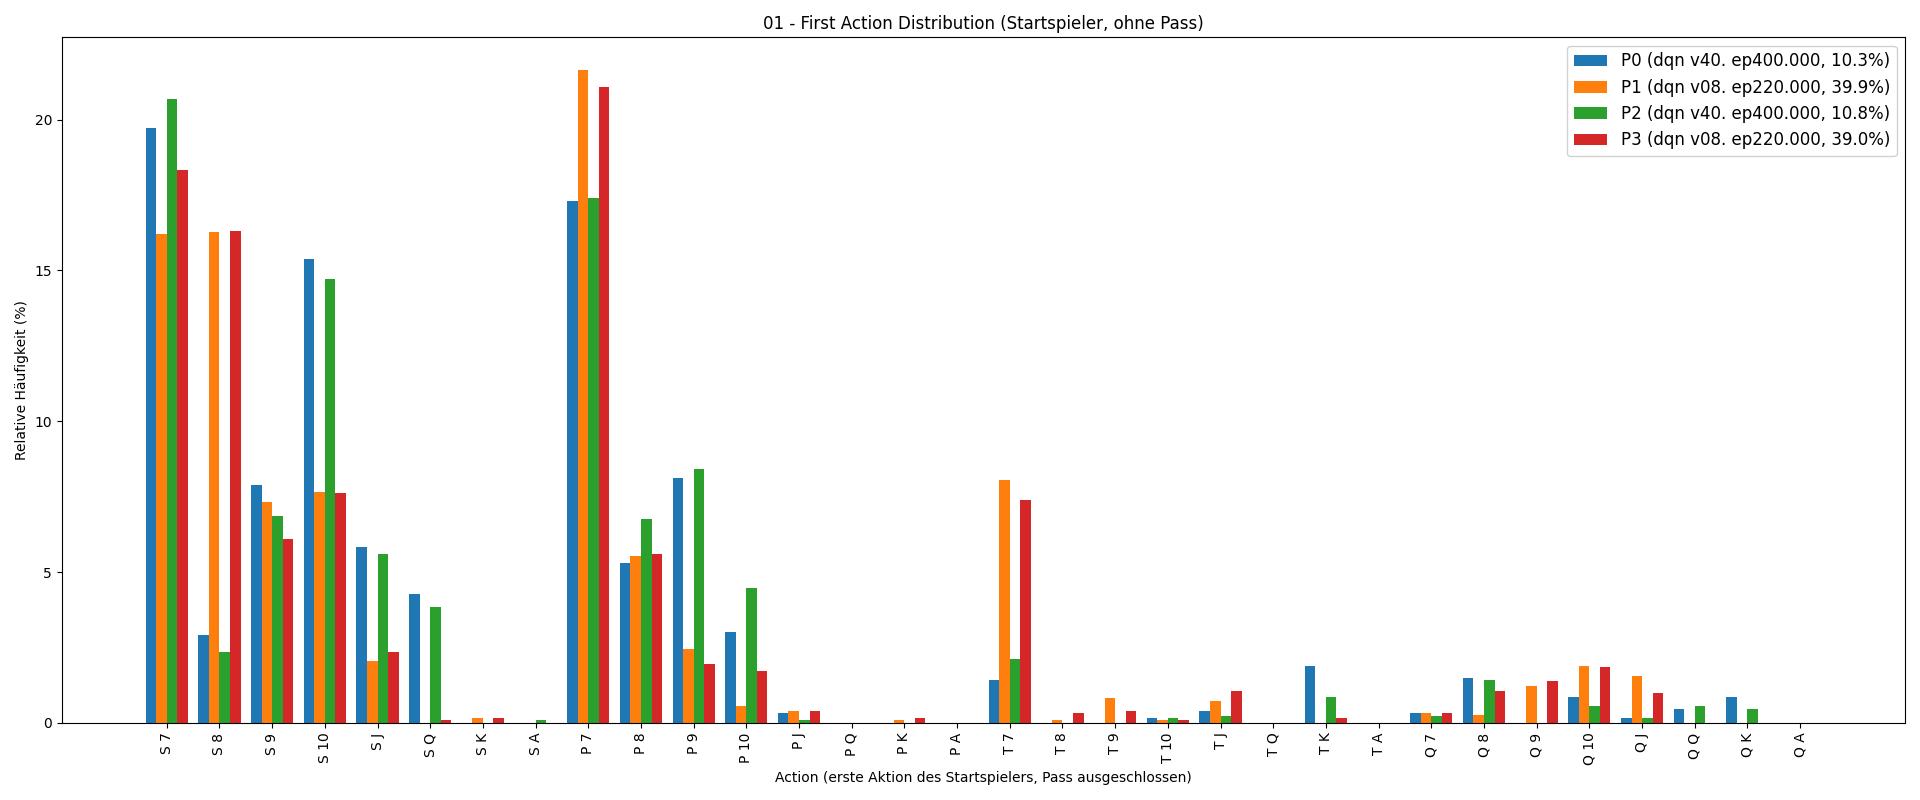 01 - First Action Distribution (Startspieler, ohne Pass)
P0 (dqn v40. ep400.000, 10.3%)
P1 (dqn v08. ep220.000, 39.9%)
P2 (dqn v40. ep400.000, 10.8%)
P3 (dqn v08. ep220.000, 39.0%)
Relative Häufigkeit (%)
20
15
10
5
0
S 7
S 8
S 9
S 10
S J
S Q
S K
S A
P 7
P 8
P 9
P 10
P J
P Q
P K
P A
T 7
T 8
T 9
T 10
T J
T Q
T K
T A
Q 7
Q 8
Q 9
Q 10
Q J
Q Q
Q K
Q A
Action (erste Aktion des Startspielers, Pass ausgeschlossen)